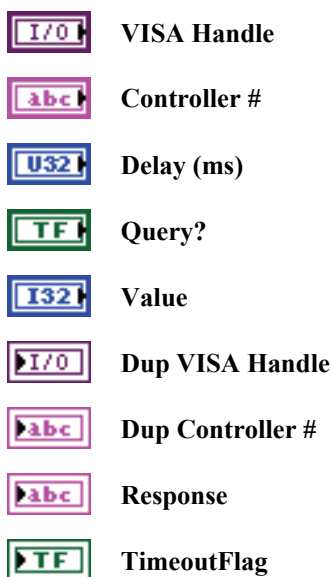 I/O VISA Handle
abc Controller #
U32 Delay (ms)
TF Query?
I32 Value
I/O Dup VISA Handle
abc Dup Controller #
abc Response
TF TimeoutFlag